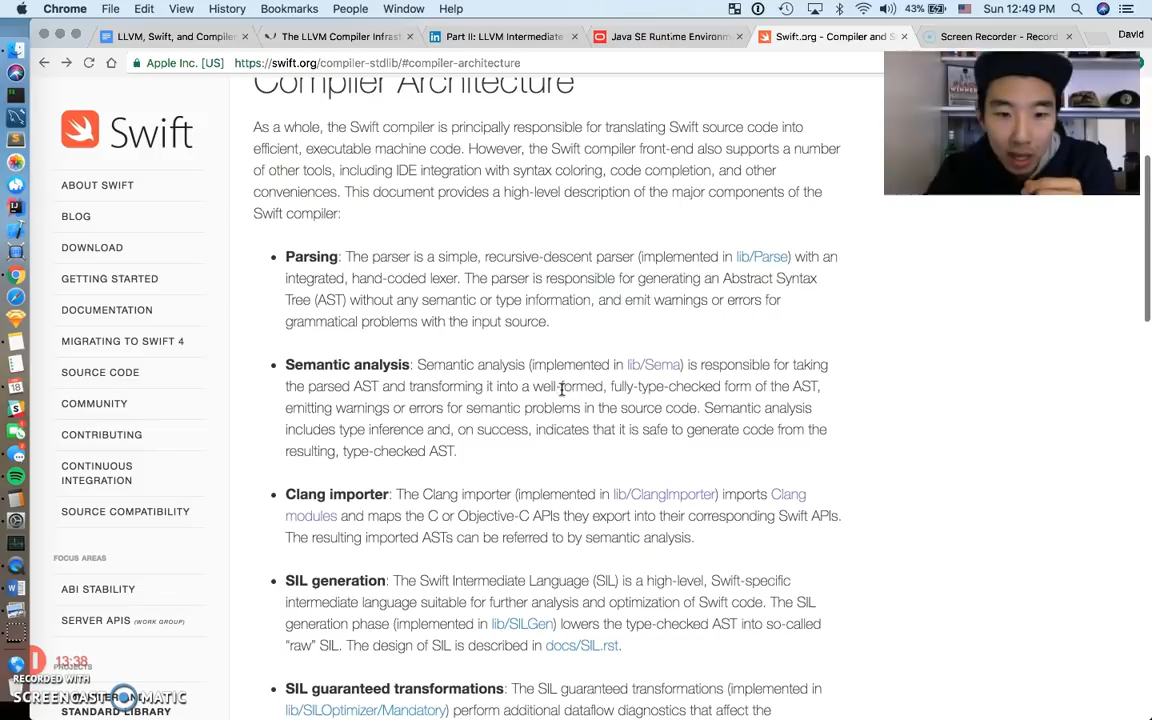 Chrome File Edit View History Bookmarks People Window Help 43% Sun 12:49 PM
LLVM, Swift, and Compiler The LLVM Compiler Infrast Part II: LLVM Intermediate Java SE Runtime Environm Swift.org - Compiler and S Screen Recorder - Record David
Apple Inc. [US] https://swift.org/compiler-stdlib/#compiler-architecture
Compiler Architecture
Swift
ABOUT SWIFT
BLOG
DOWNLOAD
GETTING STARTED
DOCUMENTATION
MIGRATING TO SWIFT 4
SOURCE CODE
COMMUNITY
CONTRIBUTING
CONTINUOUS
INTEGRATION
SOURCE COMPATIBILITY
FOCUS AREAS
ABI STABILITY
SERVER APIS (WORK GROUP)
PROJECTS
STANDARD LIBRARY
As a whole, the Swift compiler is principally responsible for translating Swift source code into
efficient, executable machine code. However, the Swift compiler front-end also supports a number
of other tools, including IDE integration with syntax coloring, code completion, and other
conveniences. This document provides a high-level description of the major components of the
Swift compiler:
• Parsing: The parser is a simple, recursive-descent parser (implemented in lib/Parse) with an
integrated, hand-coded lexer. The parser is responsible for generating an Abstract Syntax
Tree (AST) without any semantic or type information, and emit warnings or errors for
grammatical problems with the input source.
• Semantic analysis: Semantic analysis (implemented in lib/Sema) is responsible for taking
the parsed AST and transforming it into a well-formed, fully-type-checked form of the AST,
emitting warnings or errors for semantic problems in the source code. Semantic analysis
includes type inference and, on success, indicates that it is safe to generate code from the
resulting, type-checked AST.
• Clang importer: The Clang importer (implemented in lib/ClangImporter) imports Clang
modules and maps the C or Objective-C APIs they export into their corresponding Swift APIs.
The resulting imported ASTs can be referred to by semantic analysis.
• SIL generation: The Swift Intermediate Language (SIL) is a high-level, Swift-specific
intermediate language suitable for further analysis and optimization of Swift code. The SIL
generation phase (implemented in lib/SILGen) lowers the type-checked AST into so-called
“raw” SIL. The design of SIL is described in docs/SIL.rst.
• SIL guaranteed transformations: The SIL guaranteed transformations (implemented in
lib/SILOptimizer/Mandatory) perform additional dataflow diagnostics that affect the
13:38
RECORDED WITH
SCREENCAST MATIC